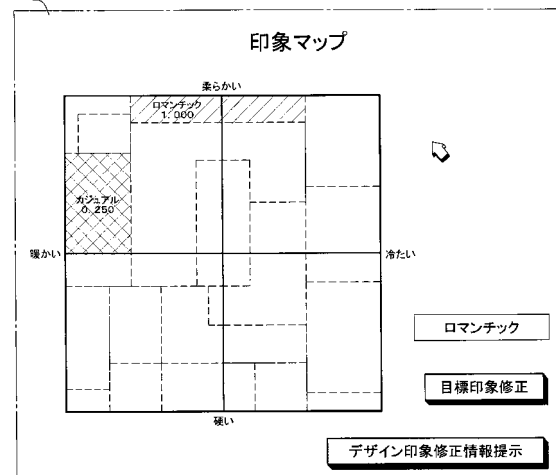 印象マップ
柔らかい
ロマンチック
1.000
カジュアル
0.250
暖かい
冷たい
ロマンチック
目標印象修正
硬い
デザイン印象修正情報提示